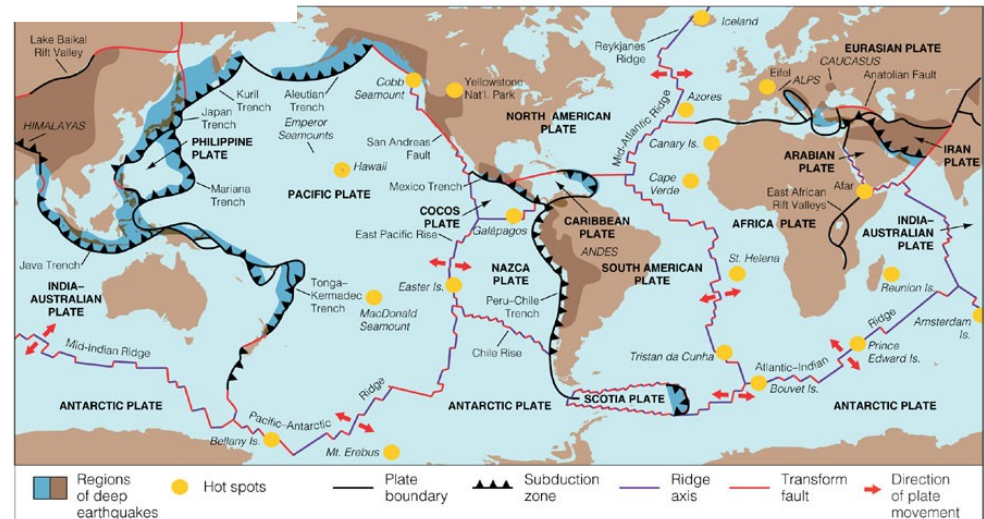 Lake Baikal
Rift Valley
HIMALAYAS
Kuril
Trench
Japan
Trench
PHILIPPINE
PLATE
Mariana
Trench
Java Trench
INDIA–
AUSTRALIAN
PLATE
Mid-Indian Ridge
ANTARCTIC PLATE
Aleutian
Trench
Emperor
Seamounts
Hawaii
PACIFIC PLATE
Tonga–
Kermadec
Trench
MacDonald
Seamount
Bellany Is.
Pacific–Antarctic
Ridge
Mt. Erebus
Cobb
Seamount
Yellowstone
Nat'l. Park
San Andreas
Fault
Mexico Trench
COCOS
PLATE
East Pacific Rise
Galápagos
Easter Is.
NAZCA
PLATE
Peru–Chile
Trench
Chile Rise
ANTARCTIC PLATE
NORTH AMERICAN
PLATE
CARIBBEAN
PLATE
ANDES
SOUTH AMERICAN
PLATE
SCOTIA PLATE
Iceland
Reykjanes
Ridge
Mid-Atlantic Ridge
Azores
Canary Is.
Cape
Verde
AFRICA PLATE
St. Helena
Tristan da Cunha
Bouvet Is.
Atlantic–Indian
Ridge
Prince
Edward Is.
ANTARCTIC PLATE
EURASIAN PLATE
Eifel
ALPS
CAUCASUS
Anatolian Fault
ARABIAN
PLATE
IRAN
PLATE
Afar
East African
Rift Valleys
INDIA–
AUSTRALIAN
PLATE
Reunion Is.
Amsterdam
Is.
Regions
of deep
earthquakes
Hot spots
Plate
boundary
Subduction
zone
Ridge
axis
Transform
fault
Direction
of plate
movement